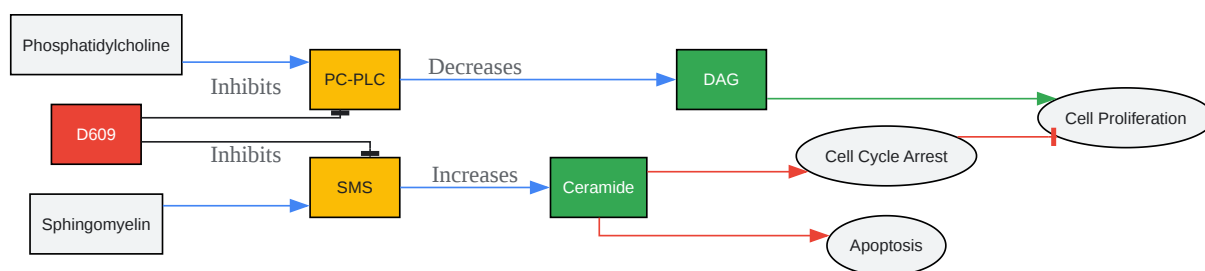 Phosphatidylcholine
Inhibits
PC-PLC
Decreases
DAG
Cell Proliferation
D609
Inhibits
SMS
Increases
Ceramide
Cell Cycle Arrest
Sphingomyelin
Apoptosis